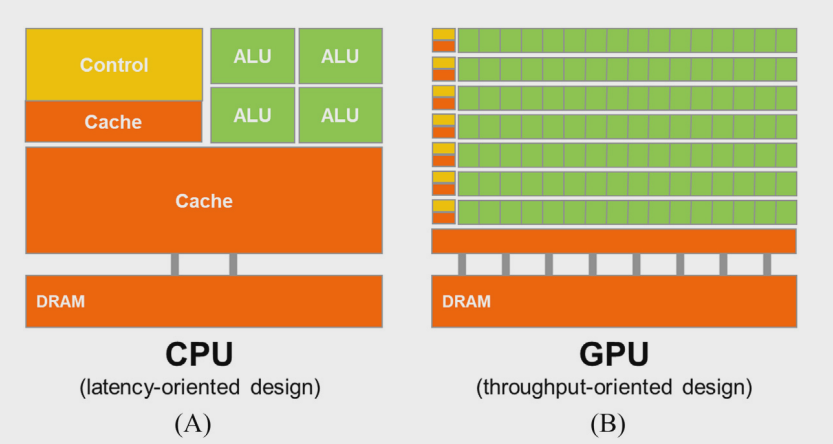 Control
ALU
ALU
Cache
ALU
ALU
Cache
DRAM
CPU
(latency-oriented design)
(A)
DRAM
GPU
(throughput-oriented design)
(B)